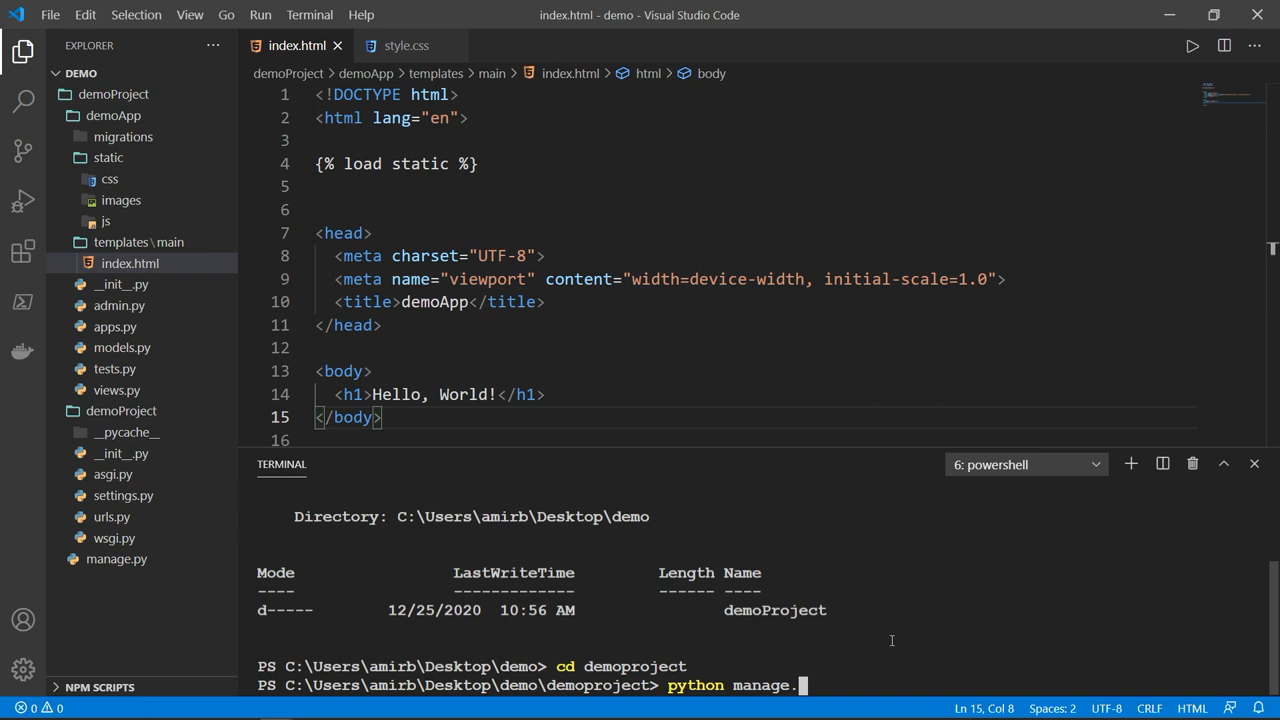 File Edit Selection View Go Run Terminal Help
index.html - demo - Visual Studio Code
EXPLORER
DEMO
demoProject
demoApp
migrations
static
css
images
js
templates\main
index.html
__init__.py
admin.py
apps.py
models.py
tests.py
views.py
demoProject
__pycache__
__init__.py
asgi.py
settings.py
urls.py
wsgi.py
manage.py
NPM SCRIPTS
index.html style.css
demoProject > demoApp > templates > main > index.html > html > body
1 <!DOCTYPE html>
2 <html lang="en">
3
4 {% load static %}
5
6
7 <head>
8 <meta charset="UTF-8">
9 <meta name="viewport" content="width=device-width, initial-scale=1.0">
10 <title>demoApp</title>
11 </head>
12
13 <body>
14 <h1>Hello, World!</h1>
15 </body>
16
TERMINAL
6: powershell
Directory: C:\Users\amirb\Desktop\demo
Mode LastWriteTime Length Name
---- ------------- ------ ----
d----- 12/25/2020 10:56 AM demoProject
PS C:\Users\amirb\Desktop\demo> cd demoproject
PS C:\Users\amirb\Desktop\demo\demoproject> python manage.
0 0 Ln 15, Col 8 Spaces: 2 UTF-8 CRLF HTML